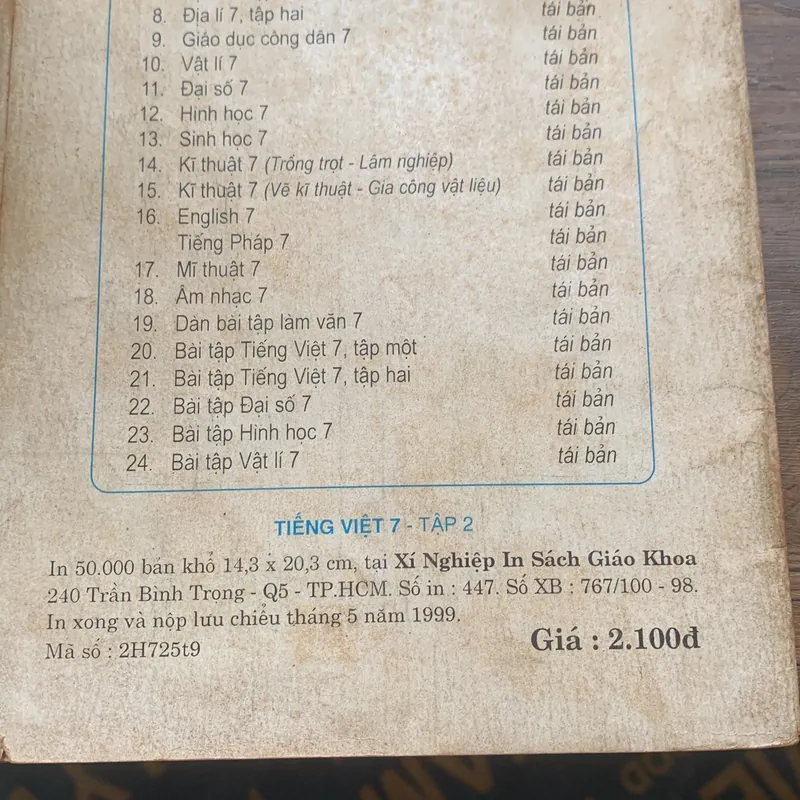 8. Địa lí 7, tập hai tái bản
9. Giáo dục công dân 7 tái bản
10. Vật lí 7 tái bản
11. Đại số 7 tái bản
12. Hình học 7 tái bản
13. Sinh học 7 tái bản
14. Kĩ thuật 7 (Trồng trọt - Lâm nghiệp) tái bản
15. Kĩ thuật 7 (Vẽ kĩ thuật - Gia công vật liệu) tái bản
16. English 7 tái bản
Tiếng Pháp 7 tái bản
17. Mĩ thuật 7 tái bản
18. Âm nhạc 7 tái bản
19. Dàn bài tập làm văn 7 tái bản
20. Bài tập Tiếng Việt 7, tập một tái bản
21. Bài tập Tiếng Việt 7, tập hai tái bản
22. Bài tập Đại số 7 tái bản
23. Bài tập Hình học 7 tái bản
24. Bài tập Vật lí 7 tái bản
TIẾNG VIỆT 7 - TẬP 2
In 50.000 bản khổ 14,3 x 20,3 cm, tại Xí Nghiệp In Sách Giáo Khoa
240 Trần Bình Trọng - Q5 - TP.HCM. Số in : 447. Số XB : 767/100 - 98.
In xong và nộp lưu chiểu tháng 5 năm 1999.
Mã số : 2H725t9
Giá : 2.100đ